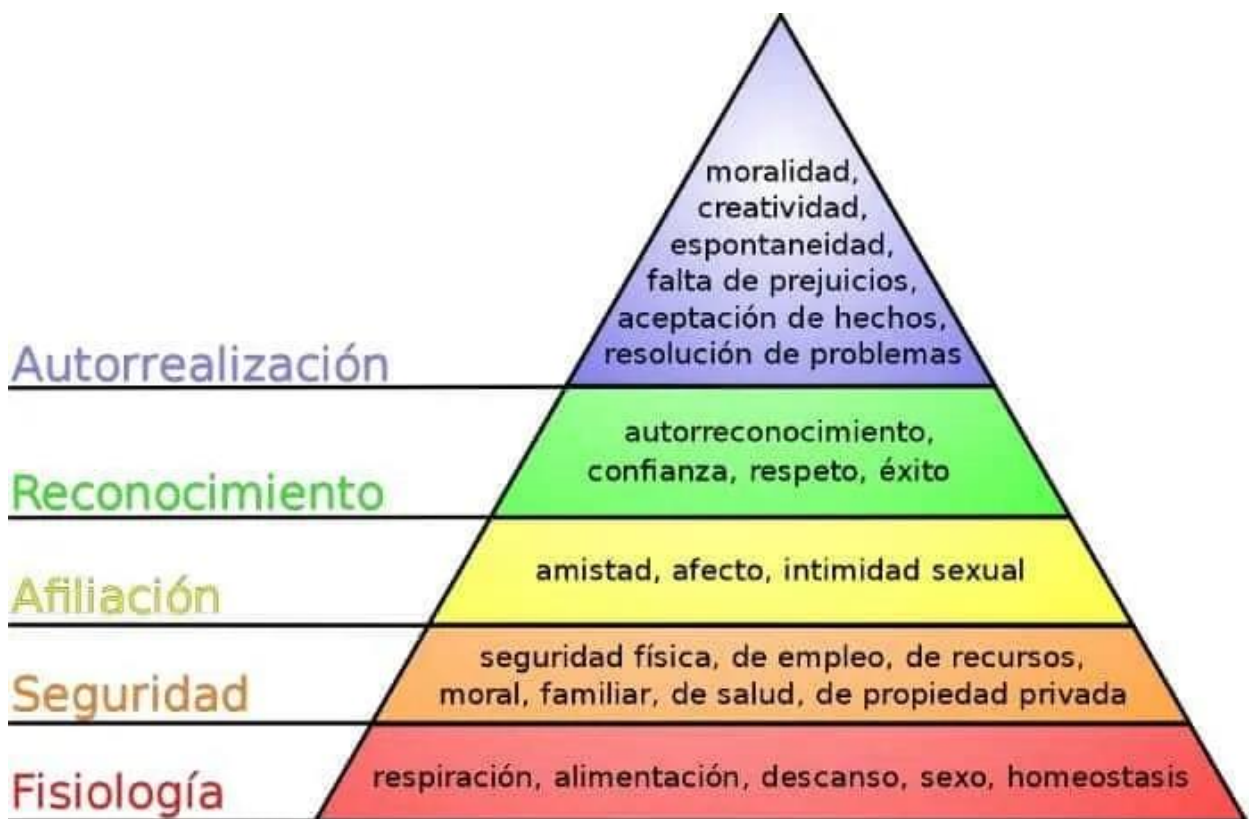 moralidad,
creatividad,
espontaneidad,
falta de prejuicios,
aceptación de hechos,
resolución de problemas
Autorrealización
autorreconocimiento,
confianza, respeto, éxito
Reconocimiento
amistad, afecto, intimidad sexual
Afiliación
seguridad física, de empleo, de recursos,
moral, familiar, de salud, de propiedad privada
Seguridad
respiración, alimentación, descanso, sexo, homeostasis
Fisiología